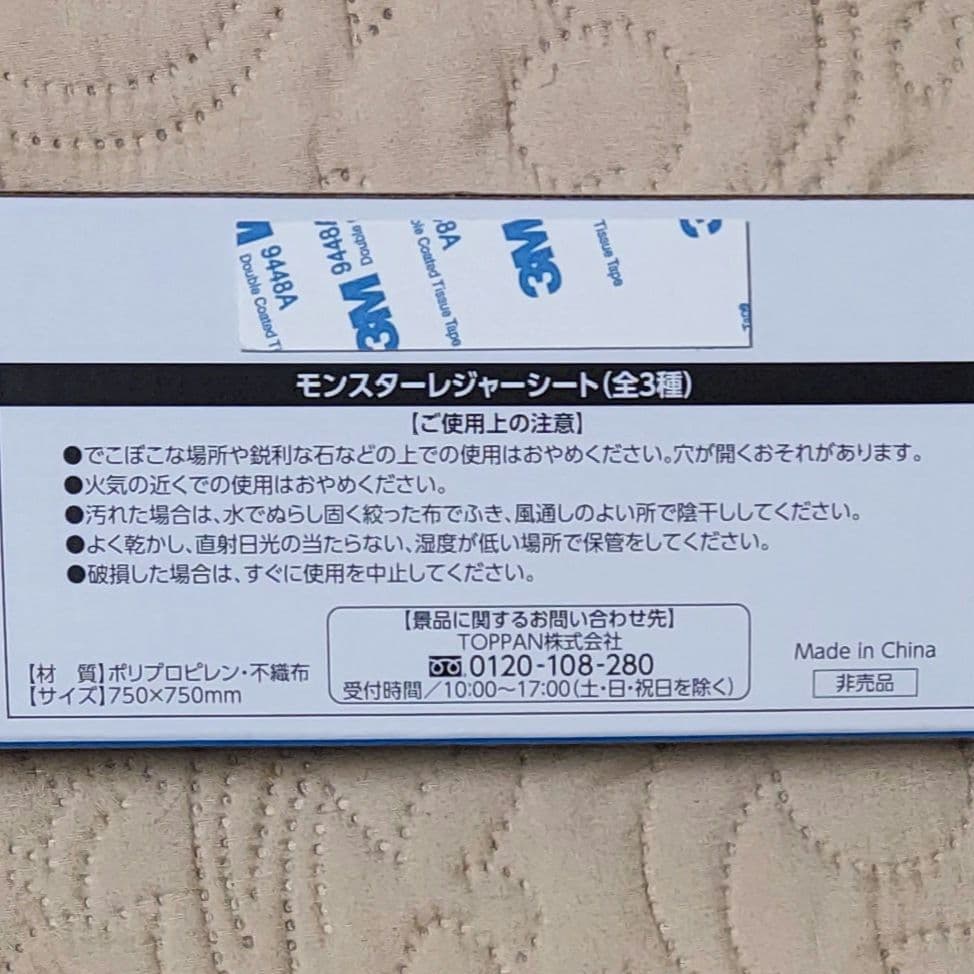 9448A
Double Coated T
9448
Double
3M
8A
le Coated Tissue Tape
3M
Tissue Tape
モンスターレジャーシート(全3種)
【ご使用上の注意】
●でこぼこな場所や鋭利な石などの上での使用はおやめください。穴が開くおそれがあります。
●火気の近くでの使用はおやめください。
●汚れた場合は、水でぬらし固く絞った布でふき、風通しのよい所で陰干ししてください。
●よく乾かし、直射日光の当たらない、湿度が低い場所で保管をしてください。
●破損した場合は、すぐに使用を中止してください。
【景品に関するお問い合わせ先】
TOPPAN株式会社
0120-108-280
受付時間/10:00〜17:00(土・日・祝日を除く)
【材　質】ポリプロピレン・不織布
【サイズ】750×750mm
Made in China
非売品